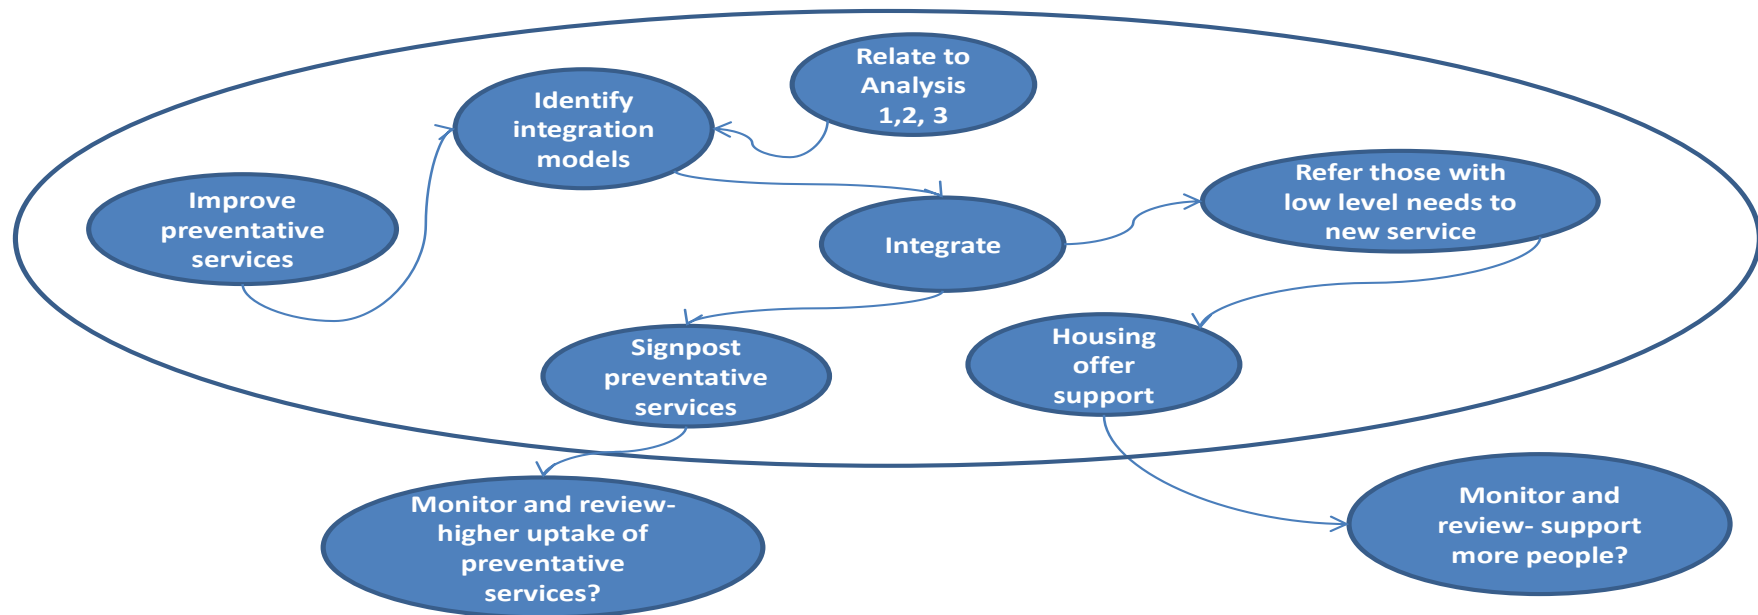 Relate to
Analysis
1,2, 3
Identify
integration
models
Improve
preventative
services
Refer those with
low level needs to
new service
Integrate
Signpost
preventative
services
Housing
offer
support
Monitor and review-
higher uptake of
preventative
services?
Monitor and
review- support
more people?